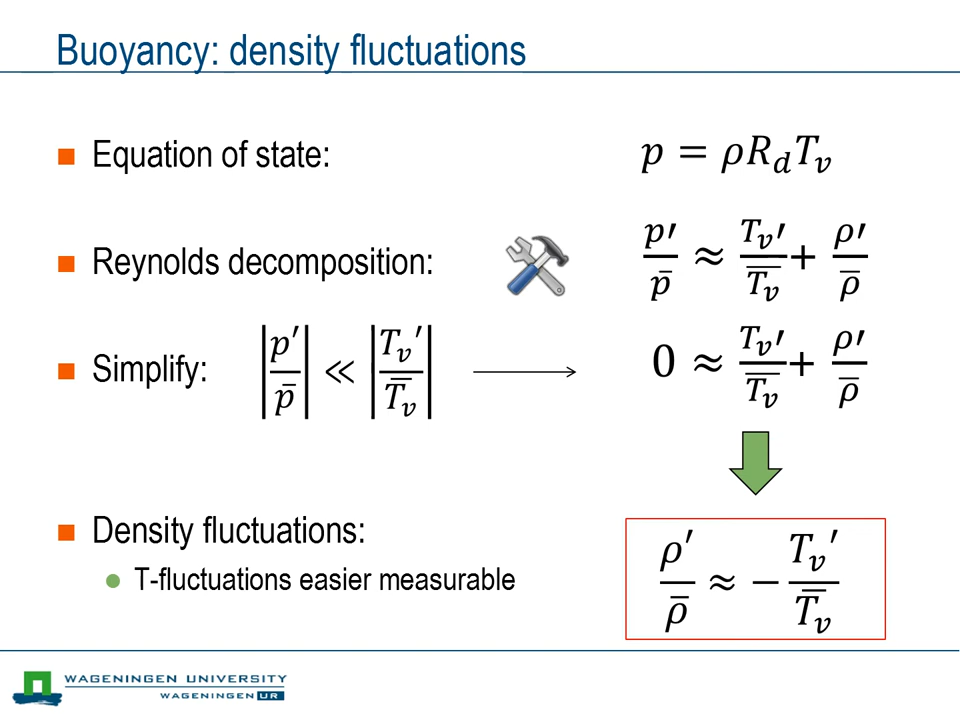 Buoyancy: density fluctuations
Equation of state: p = ρR_dT_v
Reynolds decomposition: p′/p̄ ≈ T_v′/T̄_v + ρ′/ρ̄
Simplify: |p′/p̄| ≪ |T_v′/T̄_v| → 0 ≈ T_v′/T̄_v + ρ′/ρ̄
Density fluctuations: ρ′/ρ̄ ≈ − T_v′/T̄_v
T-fluctuations easier measurable
WAGENINGEN UNIVERSITY
WAGENINGEN UR